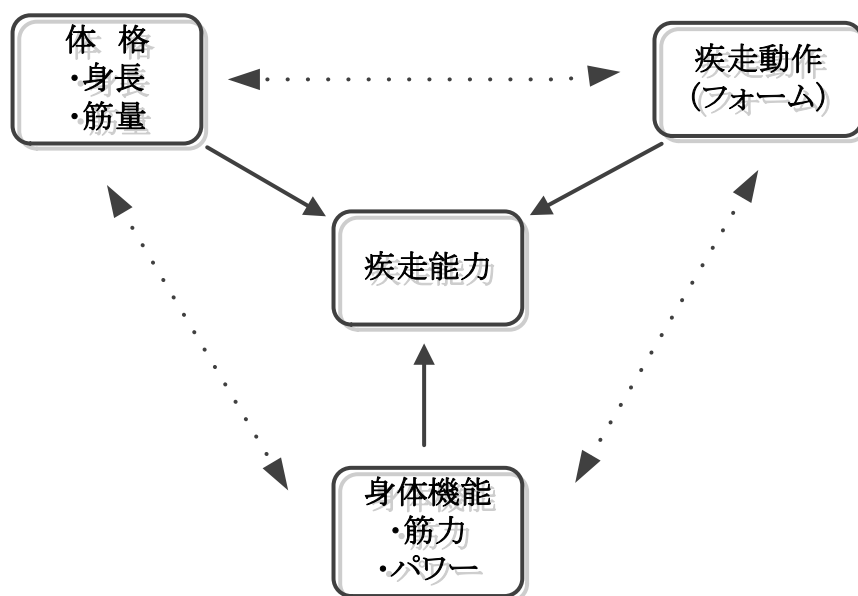 体 格
・身長
・筋量
疾走動作
(フォーム)
疾走能力
身体機能
・筋力
・パワー